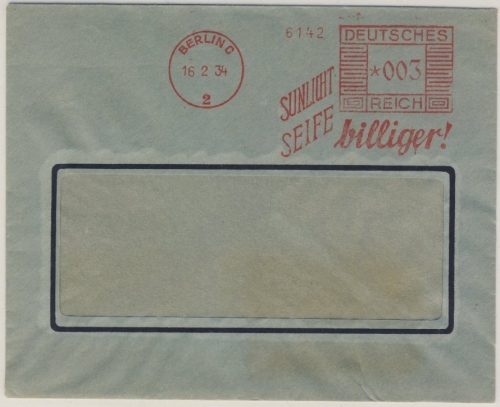 BERLIN C
16 2 34
2
6142
DEUTSCHES
*003
REICH
SUNLICHT
SEIFE billiger!